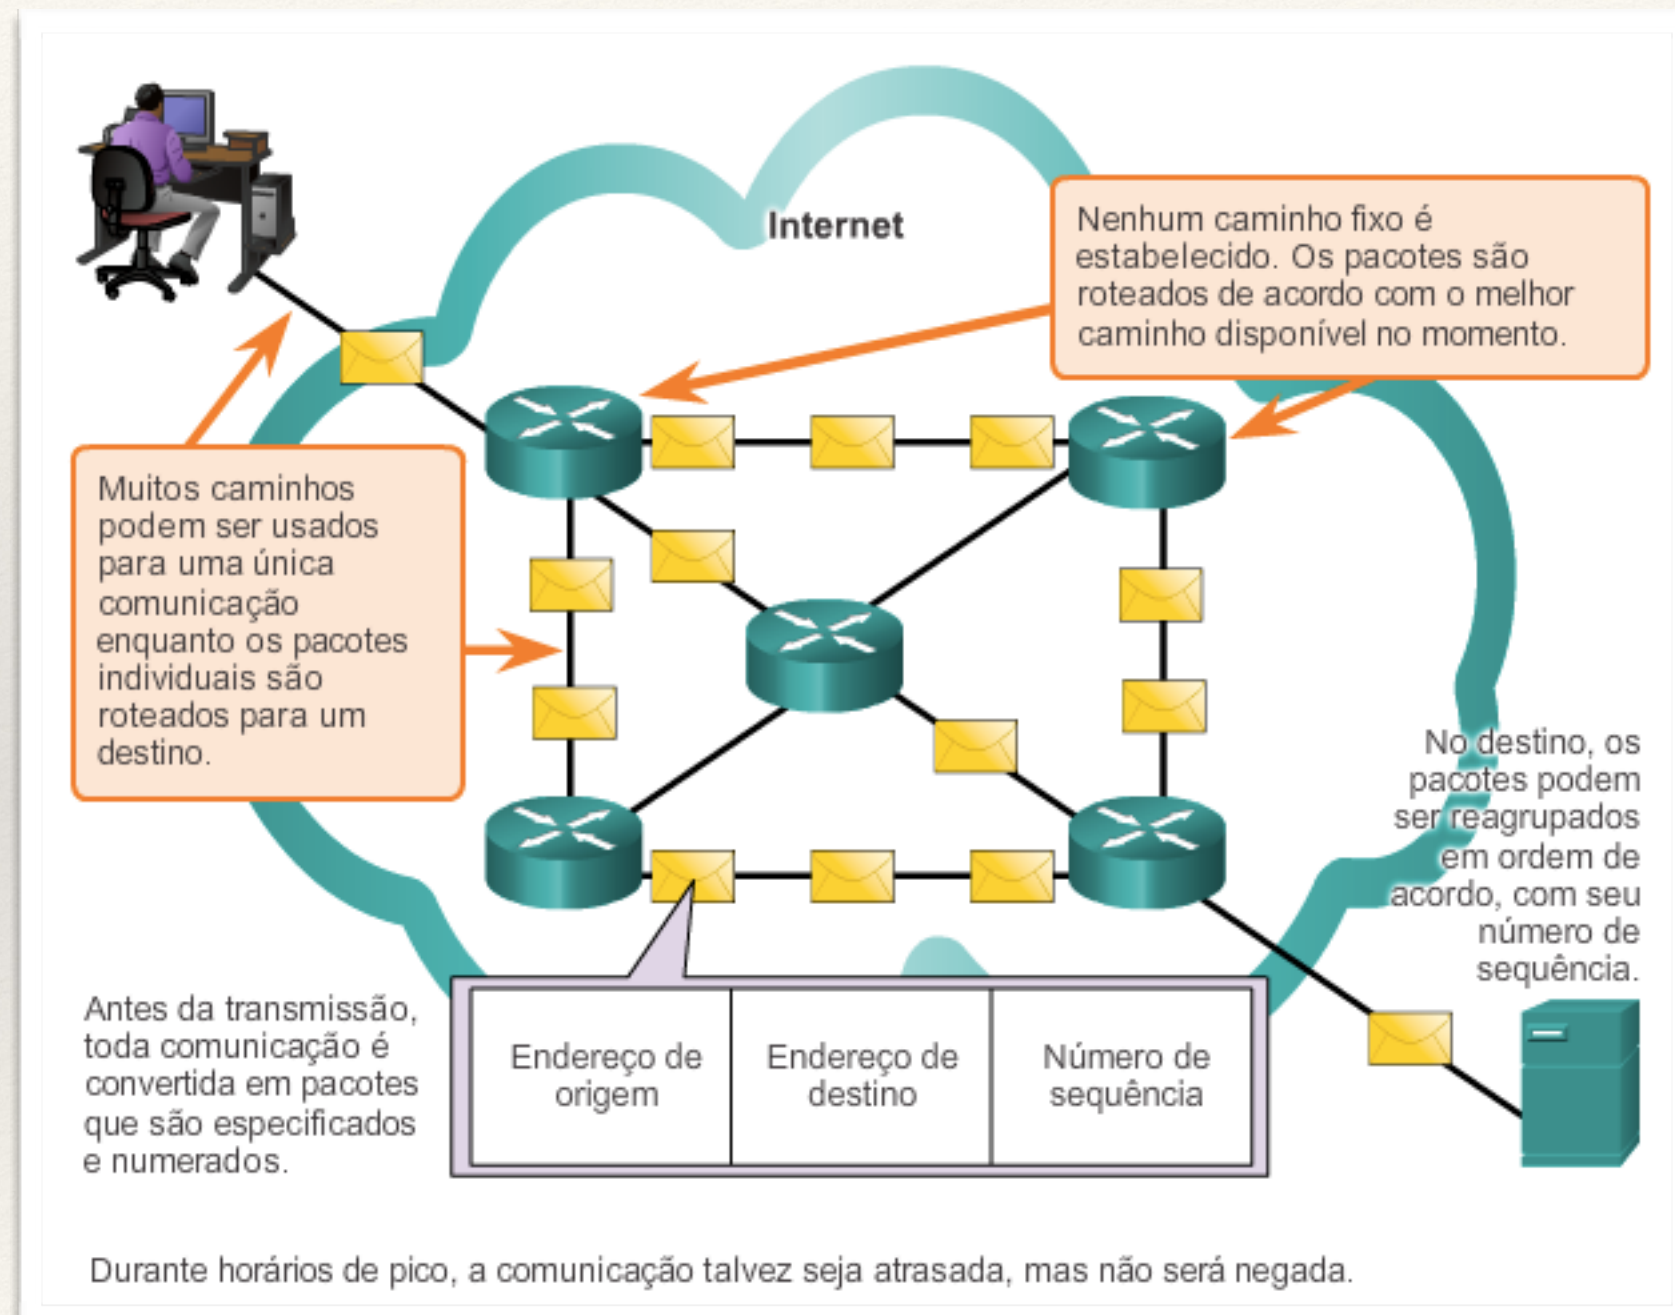 Internet
Nenhum caminho fixo é
estabelecido. Os pacotes são
roteados de acordo com o melhor
caminho disponível no momento.
Muitos caminhos
podem ser usados
para uma única
comunicação
enquanto os pacotes
individuais são
roteados para um
destino.
No destino, os
pacotes podem
ser reagrupados
em ordem de
acordo, com seu
número de
sequência.
Antes da transmissão,
toda comunicação é
convertida em pacotes
que são especificados
e numerados.
Endereço de
origem
Endereço de
destino
Número de
sequência
Durante horários de pico, a comunicação talvez seja atrasada, mas não será negada.